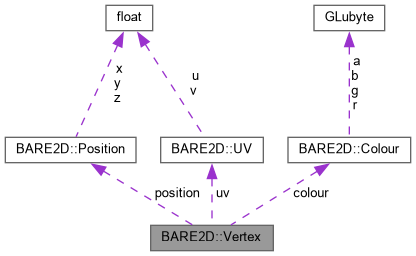 float
GLubyte
x
y
z
u
v
a
b
g
r
BARE2D::Position
BARE2D::UV
BARE2D::Colour
position
uv
colour
BARE2D::Vertex